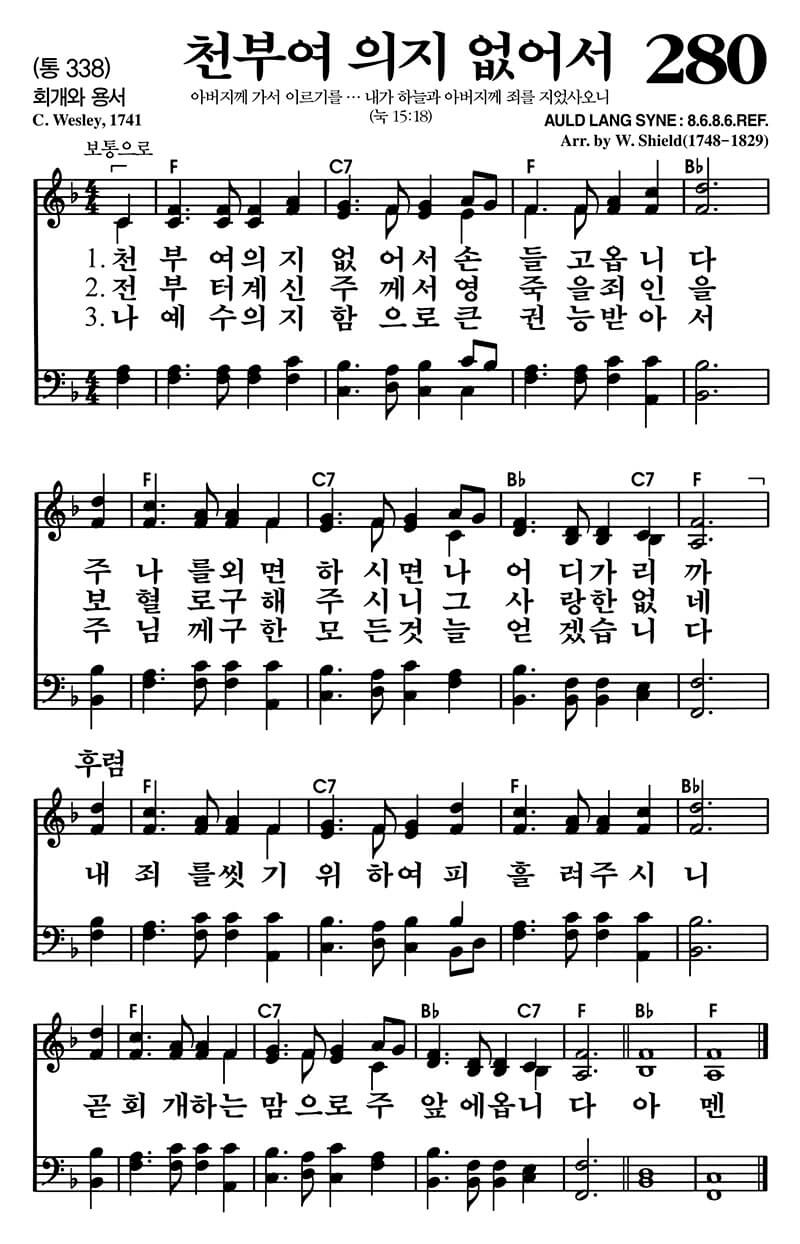 (통 338)
천부여 의지 없어서 280
회개와 용서
아버지께 가서 이르기를 … 내가 하늘과 아버지께 죄를 지었사오니
(눅 15:18)
C. Wesley, 1741
AULD LANG SYNE : 8.6.8.6.REF.
Arr. by W. Shield(1748-1829)
보통으로
F C7 F B♭
1. 천 부 여의 지 없 어서 손 들 고옵 니 다
2. 전 부 터계 신 주 께서 영 죽 을죄 인 을
3. 나 예 수의 지 함 으로 큰 권 능받 아 서
F C7 B♭ C7 F
주 나 를외 면 하 시면 나 어 디가 리 까
보 혈 로구 해 주 시니 그 사 랑한 없 네
주 님 께구 한 모 든것 늘 얻 겠습 니 다
후렴
F C7 F B♭
내 죄 를씻 기 위 하여 피 흘 려주 시 니
F C7 B♭ C7 F B♭ F
곧 회 개하 는 맘 으로 주 앞 에옵 니 다 아 멘